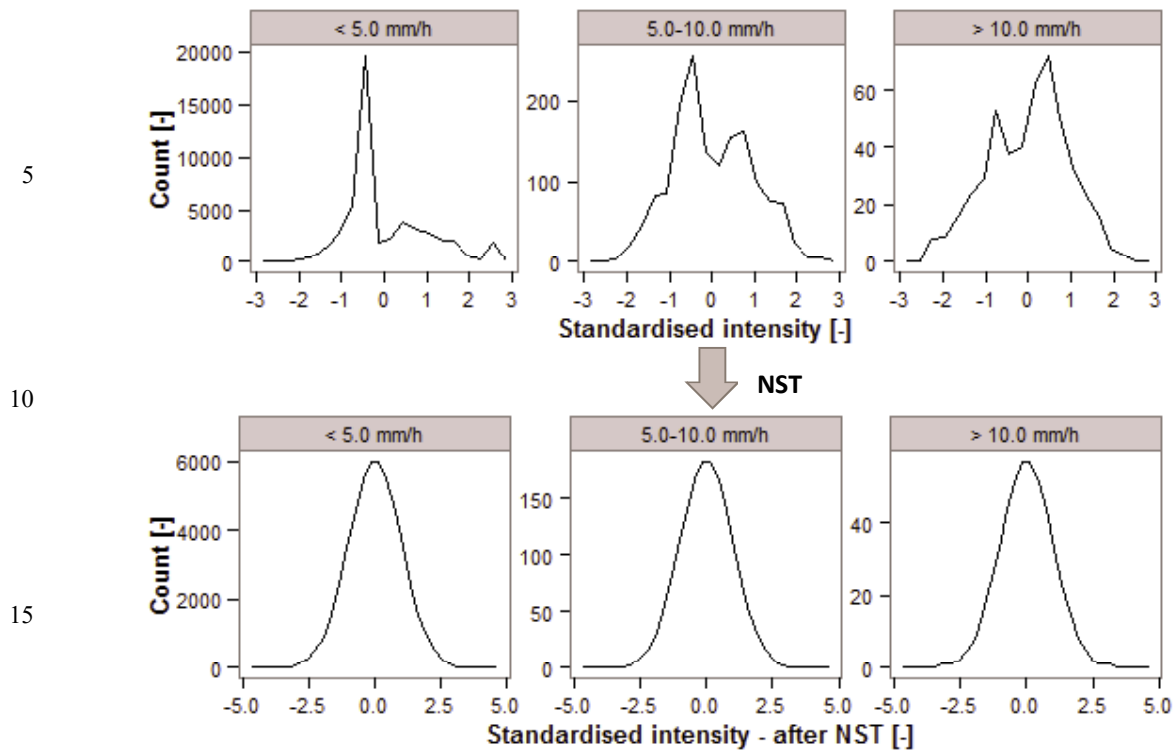 < 5.0 mm/h 5.0-10.0 mm/h > 10.0 mm/h
20000
15000
10000
5000
0
Count [-]
200
100
0
60
40
20
0
5
-3 -2 -1 0 1 2 3 -3 -2 -1 0 1 2 3 -3 -2 -1 0 1 2 3
Standardised intensity [-]
10
NST
< 5.0 mm/h 5.0-10.0 mm/h > 10.0 mm/h
6000
4000
2000
0
Count [-]
150
100
50
0
40
20
0
15
-5.0 -2.5 0.0 2.5 5.0 -5.0 -2.5 0.0 2.5 5.0 -5.0 -2.5 0.0 2.5 5.0
Standardised intensity - after NST [-]